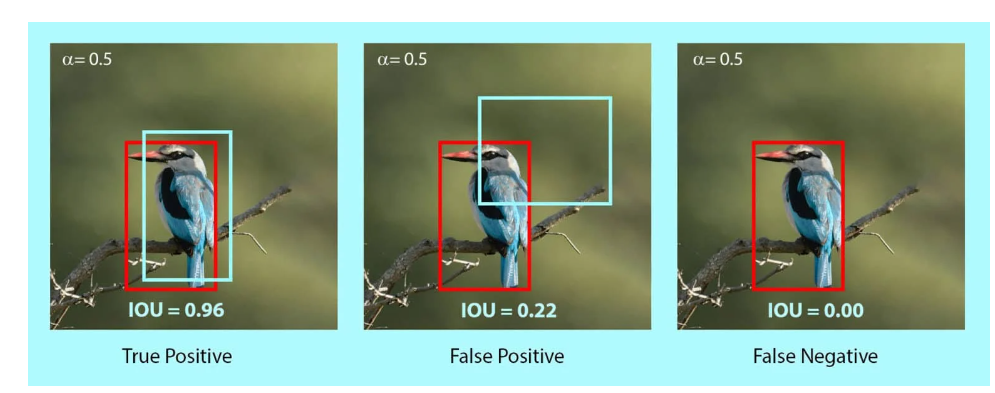 α= 0.5
IOU = 0.96
True Positive
α= 0.5
IOU = 0.22
False Positive
α= 0.5
IOU = 0.00
False Negative